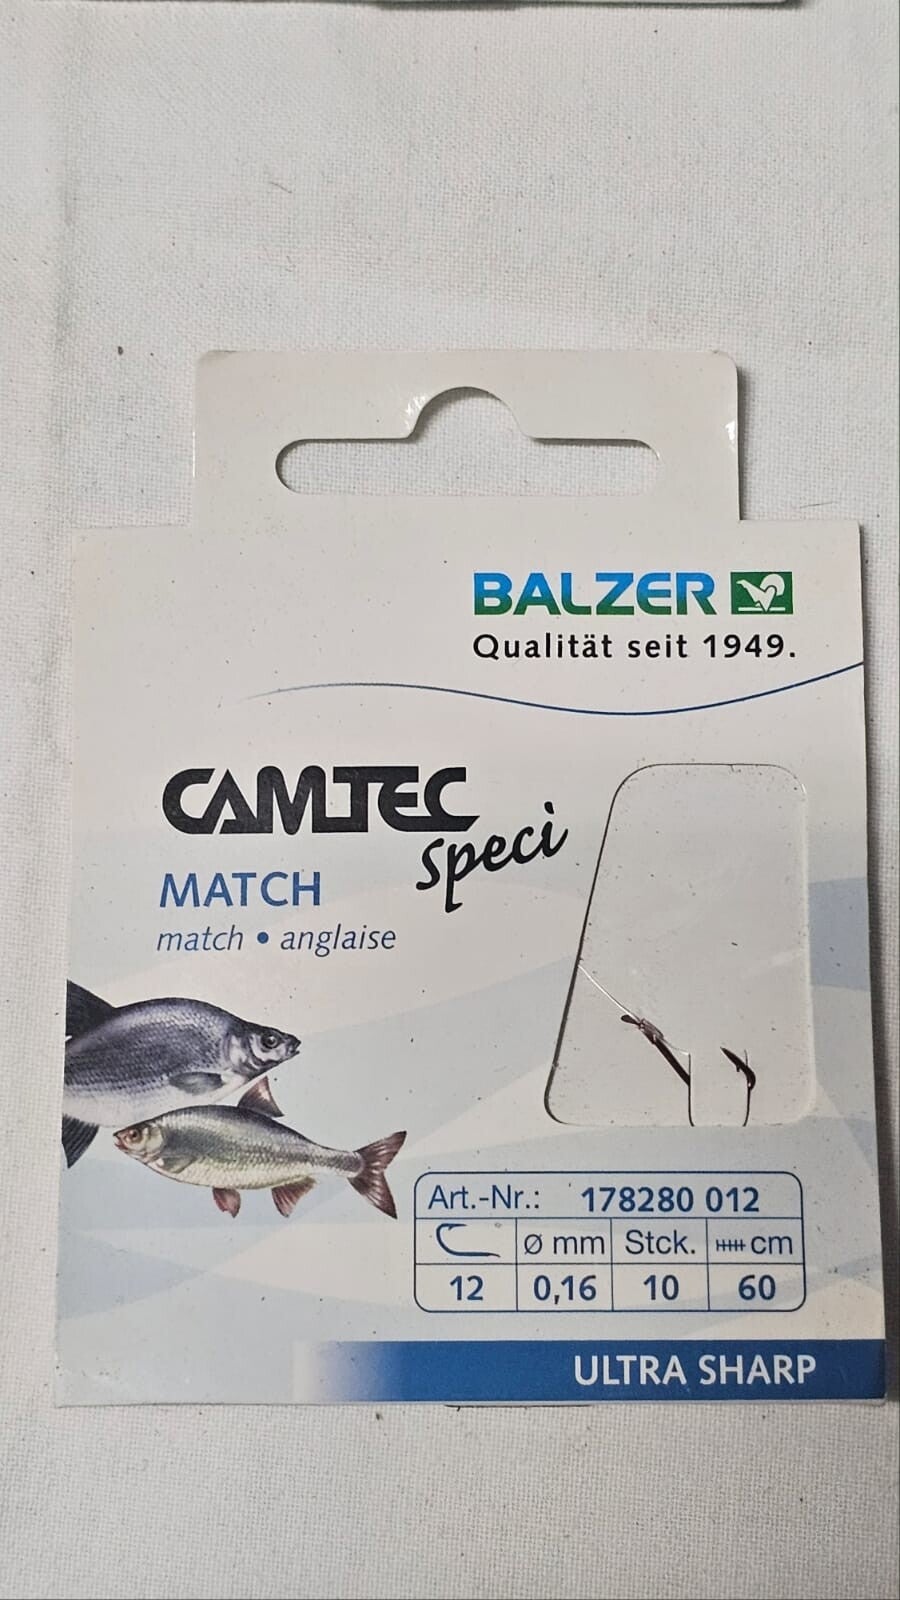 BALZER
Qualität seit 1949.
CAMTEC
speci
MATCH
match • anglaise
Art.-Nr.: 178280 012
Ø mm Stck. cm
12 0,16 10 60
ULTRA SHARP